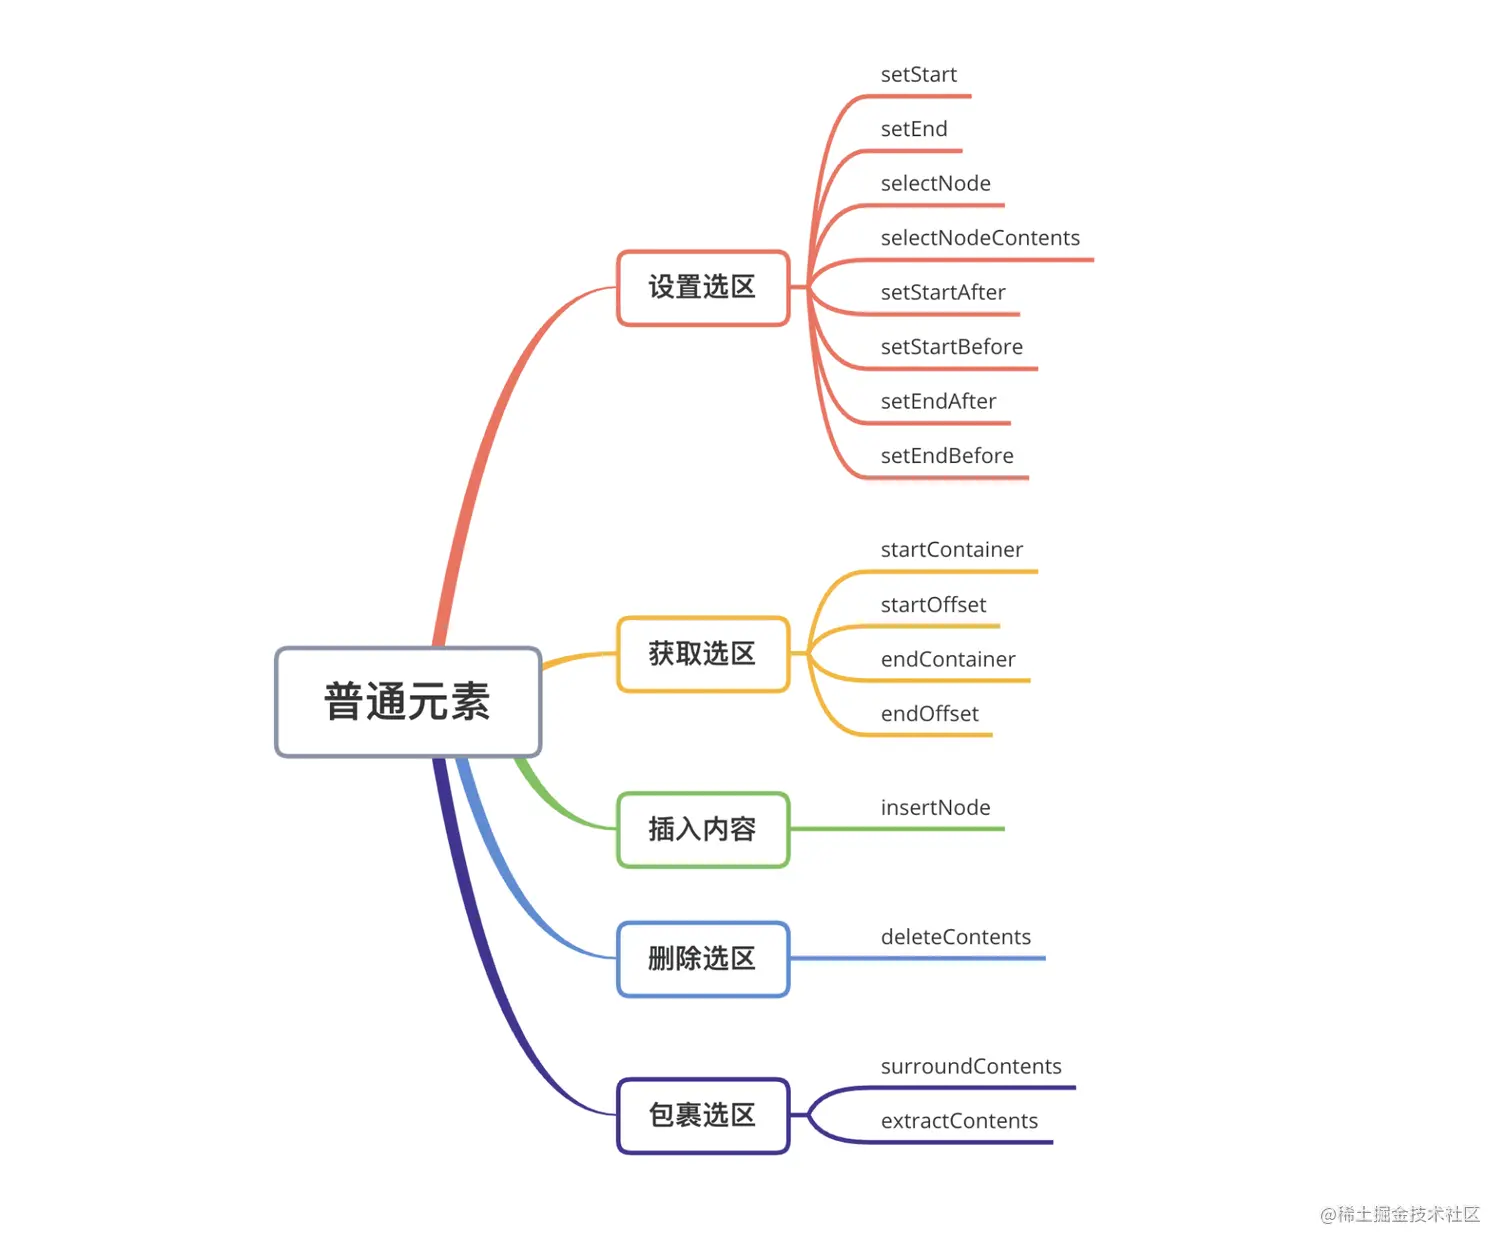 普通元素
设置选区
setStart
setEnd
selectNode
selectNodeContents
setStartAfter
setStartBefore
setEndAfter
setEndBefore
获取选区
startContainer
startOffset
endContainer
endOffset
插入内容
insertNode
删除选区
deleteContents
包裹选区
surroundContents
extractContents
@稀土掘金技术社区